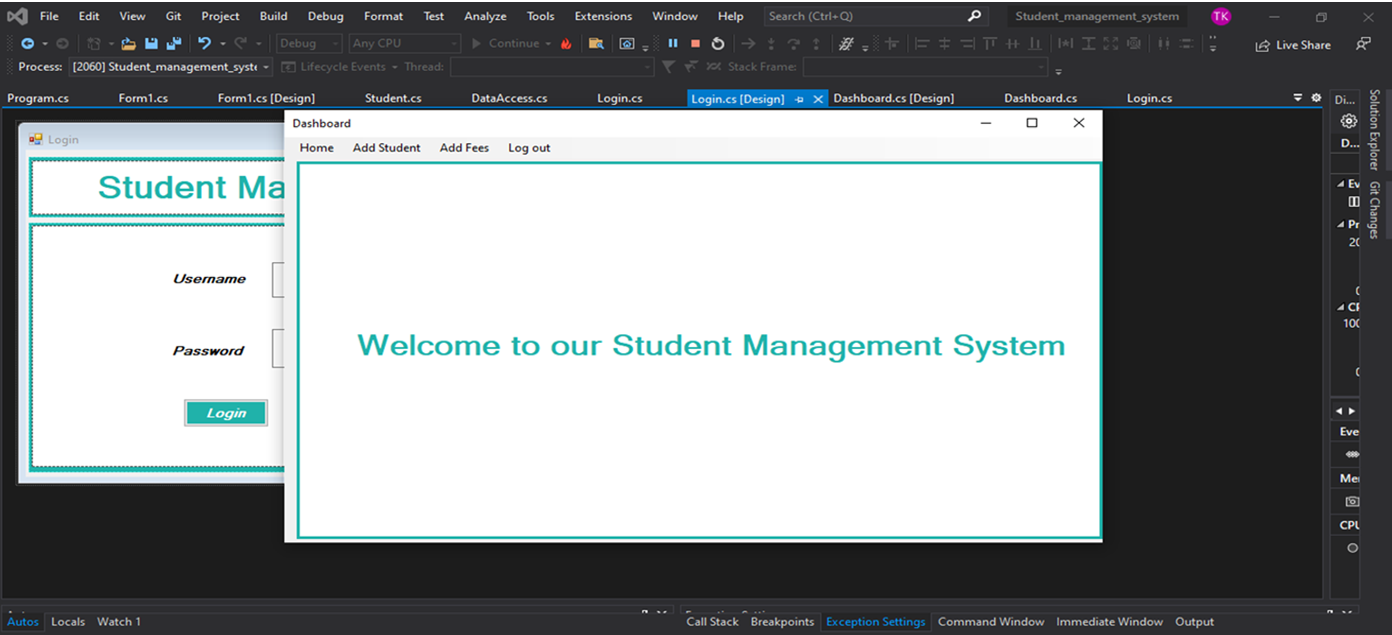 File Edit View Git Project Build Debug Format Test Analyze Tools Extensions Window Help Search (Ctrl+Q) Student_management_system TK
Debug Any CPU Continue Live Share
Process: [2060] Student_management_syste Lifecycle Events Thread: Stack Frame:
Program.cs Form1.cs Form1.cs [Design] Student.cs DataAccess.cs Login.cs Login.cs [Design] Dashboard.cs [Design] Dashboard.cs Login.cs Di...
Solution Explorer
Git Changes
Login
Student Ma
Username
Password
Login
Dashboard
Home Add Student Add Fees Log out
Welcome to our Student Management System
D...
Ev
Pr
20
0
CP
100
0
Eve
Me
CPU
Autos Locals Watch 1 Call Stack Breakpoints Exception Settings Command Window Immediate Window Output